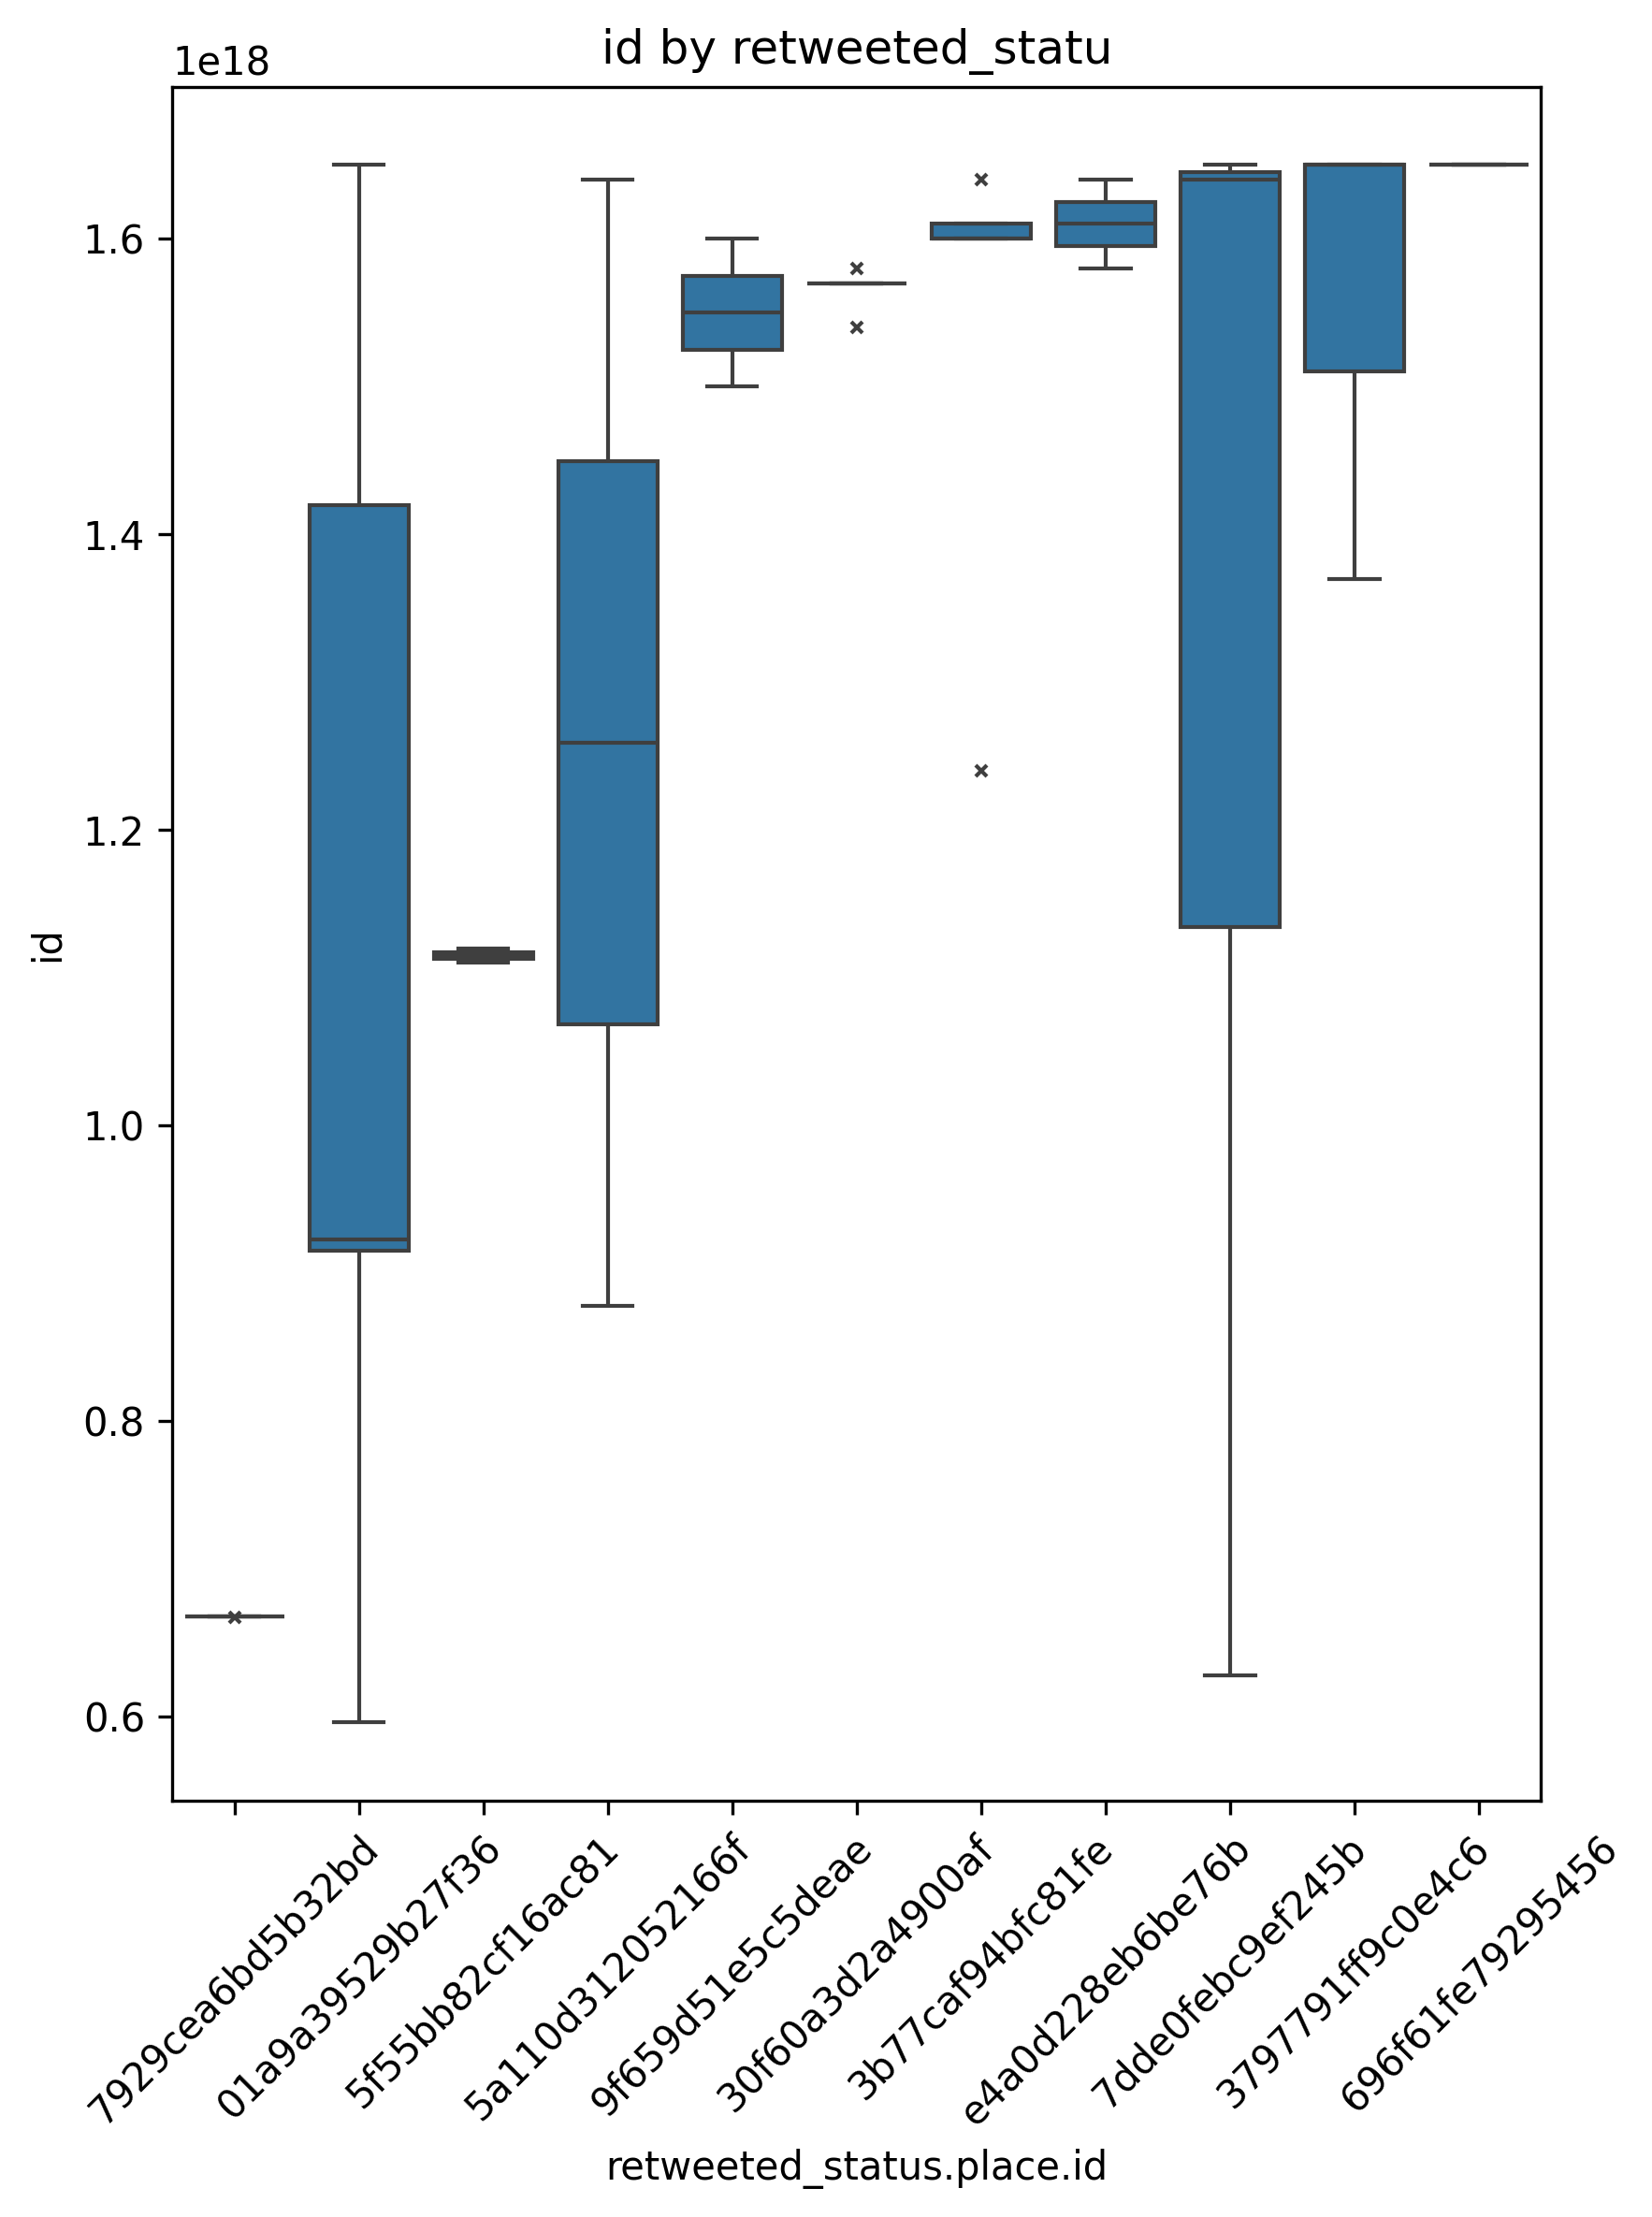 id by retweeted_statu
1e18
1.6
1.4
1.2
1.0
0.8
0.6
id
7929cea6bd5b32bd
01a9a39529b27f36
5f55bb82cf16ac81
5a110d312052166f
9f659d51e5c5deae
30f60a3d2a4900af
3b77caf94bfc81fe
e4a0d228eb6be76b
7dde0febc9ef245b
3797791ff9c0e4c6
696f61fe79295456
retweeted_status.place.id